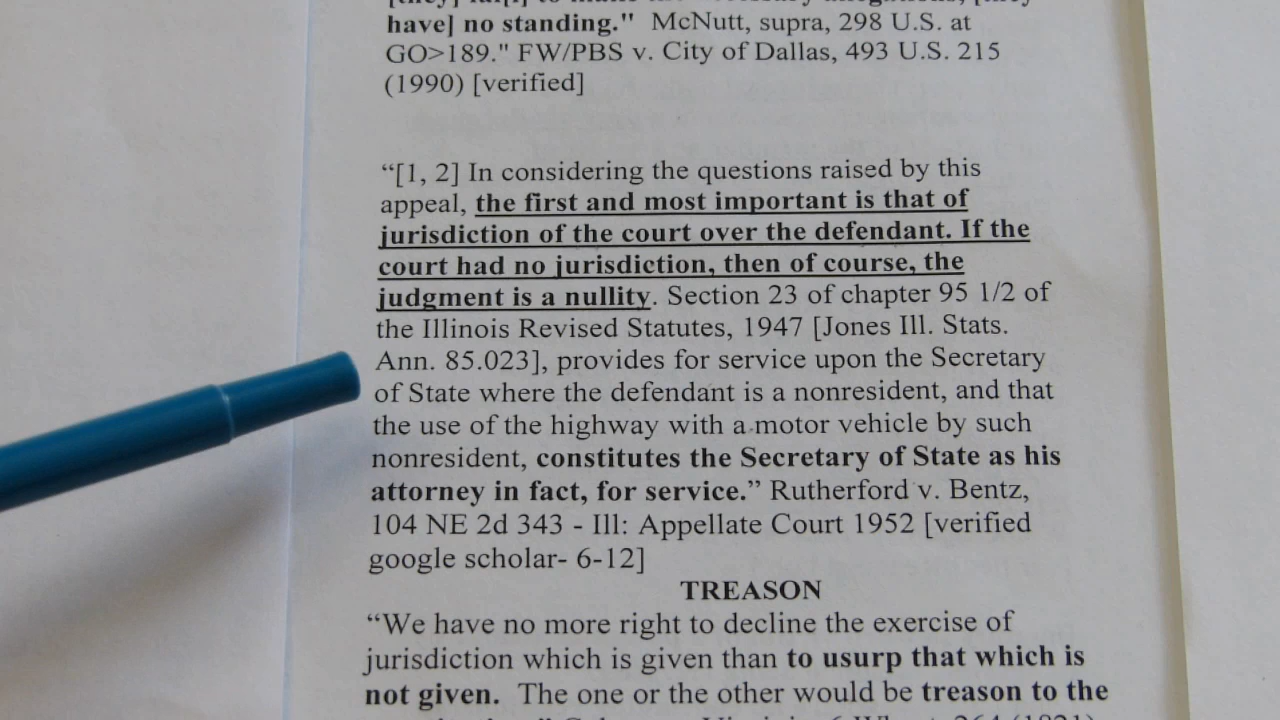 have] no standing." McNutt, supra, 298 U.S. at
GO>189." FW/PBS v. City of Dallas, 493 U.S. 215
(1990) [verified]
“[1, 2] In considering the questions raised by this
appeal, the first and most important is that of
jurisdiction of the court over the defendant. If the
court had no jurisdiction, then of course, the
judgment is a nullity. Section 23 of chapter 95 1/2 of
the Illinois Revised Statutes, 1947 [Jones Ill. Stats.
Ann. 85.023], provides for service upon the Secretary
of State where the defendant is a nonresident, and that
the use of the highway with a motor vehicle by such
nonresident, constitutes the Secretary of State as his
attorney in fact, for service.” Rutherford v. Bentz,
104 NE 2d 343 - Ill: Appellate Court 1952 [verified
google scholar- 6-12]
TREASON
“We have no more right to decline the exercise of
jurisdiction which is given than to usurp that which is
not given. The one or the other would be treason to the